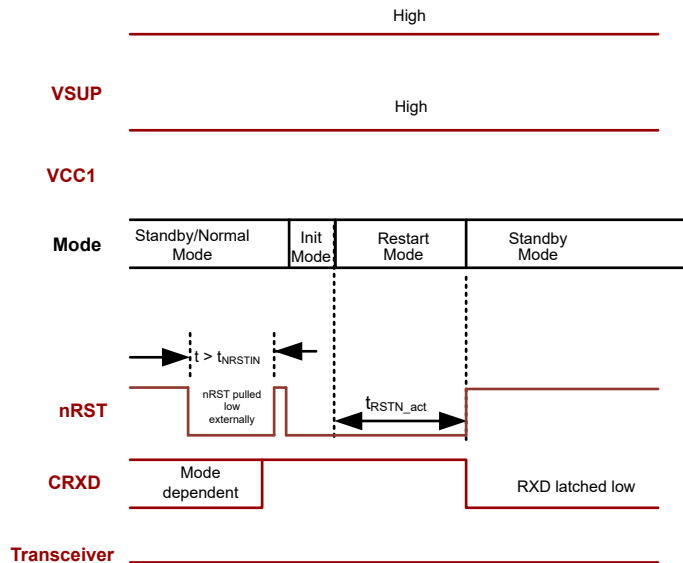 High
VSUP
High
VCC1
Mode
Standby/Normal
Mode
Init
Mode
Restart
Mode
Standby
Mode
t > tNRSTIN
nRST
nRST pulled
low
externally
tRSTN_act
CRXD
Mode
dependent
RXD latched low
Transceiver